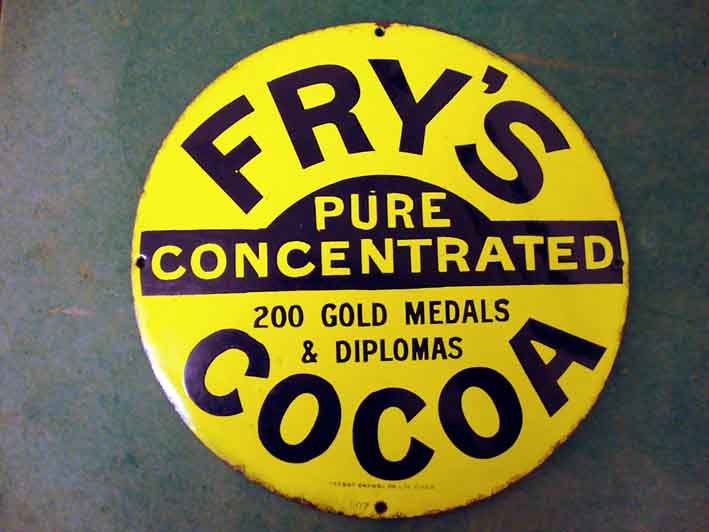 FRY'S
PURE
CONCENTRATED
200 GOLD MEDALS
& DIPLOMAS
COCOA